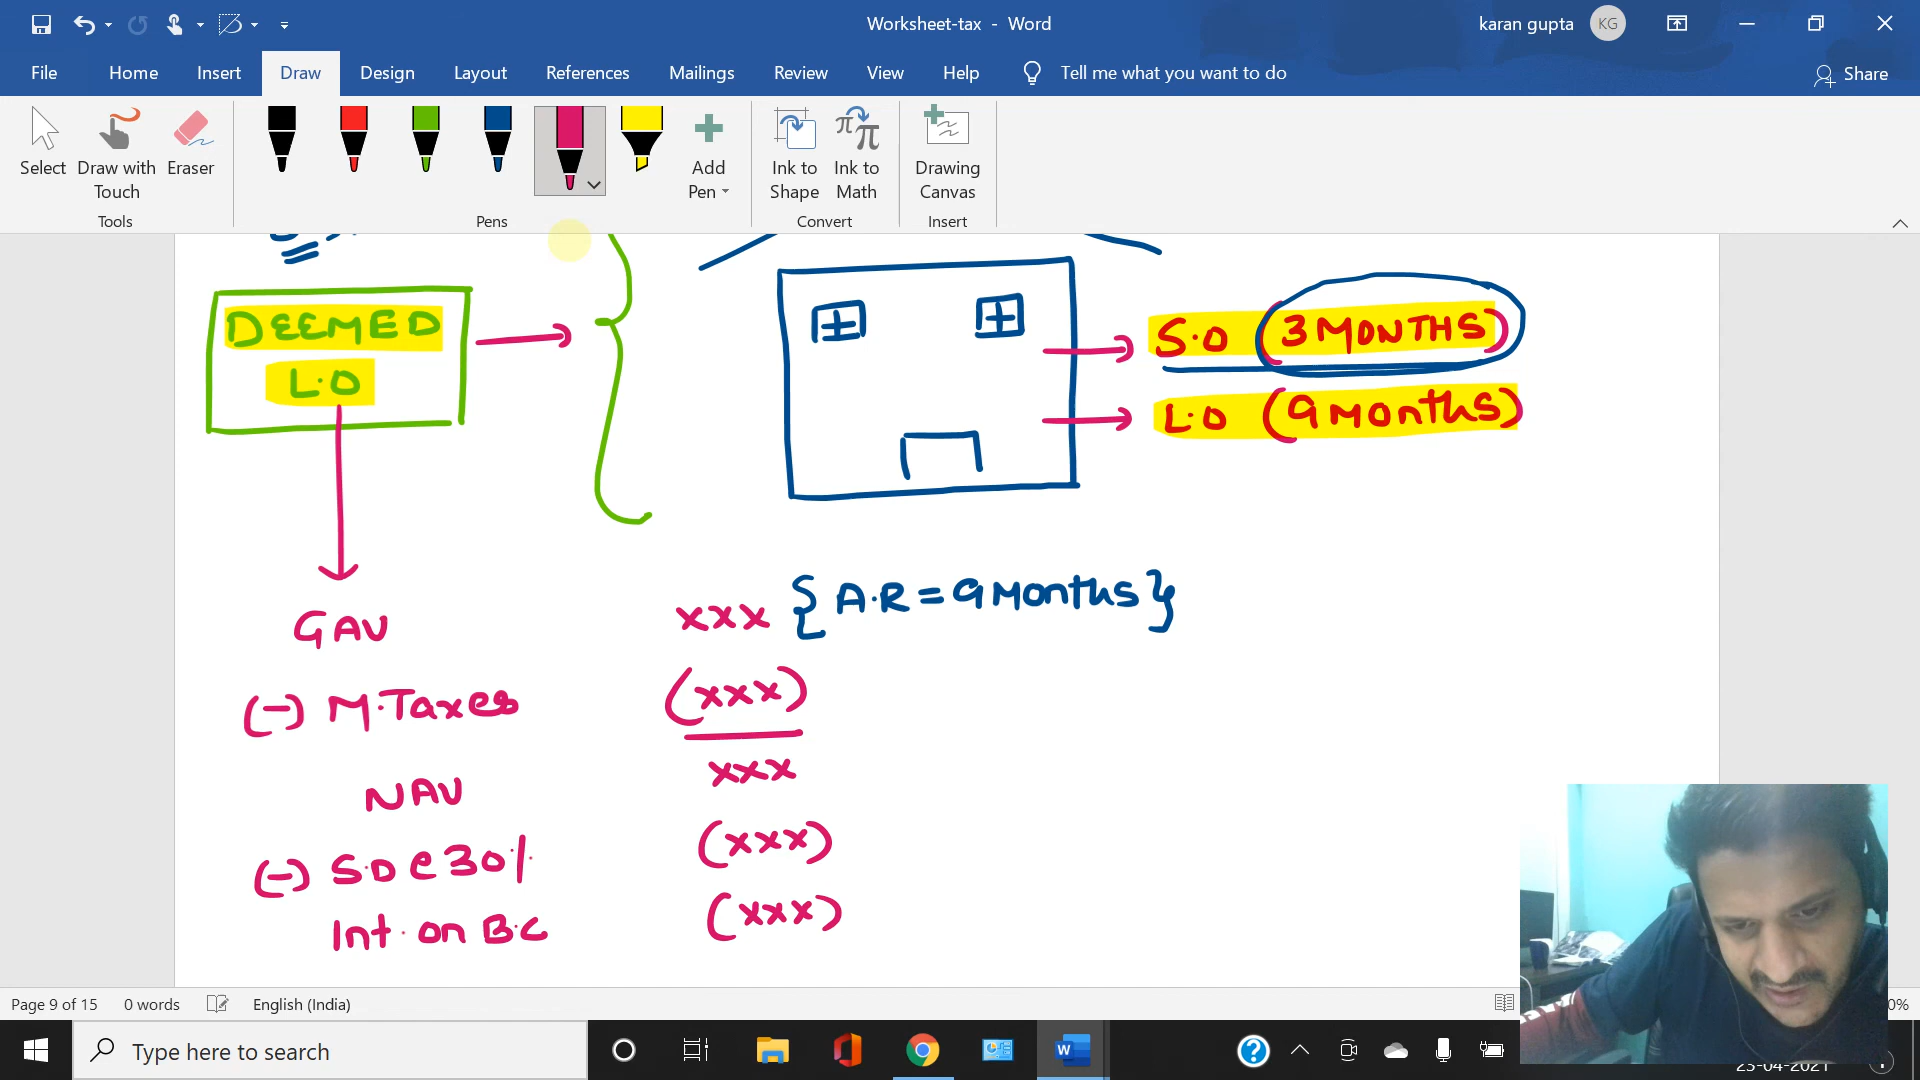 Worksheet-tax - Word
karan gupta
KG
File Home Insert Draw Design Layout References Mailings Review View Help Tell me what you want to do Share
Select
Draw with Touch
Eraser
Add Pen
Ink to Shape
Ink to Math
Drawing Canvas
Tools Pens Convert Insert
DEEMED
L.O
S.O (3 MONTHS)
L.O (9 Months)
GAV xxx { A.R = 9 Months }
(-) M.Taxes (xxx)
NAV xxx
(-) S.D @ 30% (xxx)
Int. on B.C (xxx)
Page 9 of 15 0 words English (India)
Type here to search